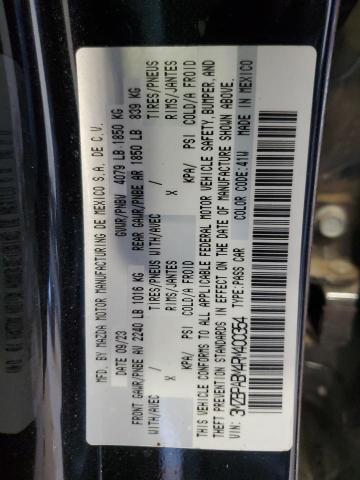 MFD. BY MAZDA MOTOR MANUFACTURING DE MEXICO S.A. DE C.V.
DATE: 09/23 GVWR/PNBV 4079 LB 1850 KG
FRONT GAWR/PNBE AV 2240 LB 1016 KG REAR GAWR/PNBE AR 1850 LB 839 KG
WITH/AVEC / TIRES/PNEUS WITH/AVEC / TIRES/PNEUS
X RIMS/JANTES X RIMS/JANTES
KPA/ PSI COLD/A FROID KPA/ PSI COLD/A FROID
THIS VEHICLE CONFORMS TO ALL APPLICABLE FEDERAL MOTOR VEHICLE SAFETY, BUMPER, AND
THEFT PREVENTION STANDARDS IN EFFECT ON THE DATE OF MANUFACTURE SHOWN ABOVE.
VIN: TYPE: PASS CAR COLOR CODE: 41W MADE IN MEXICO